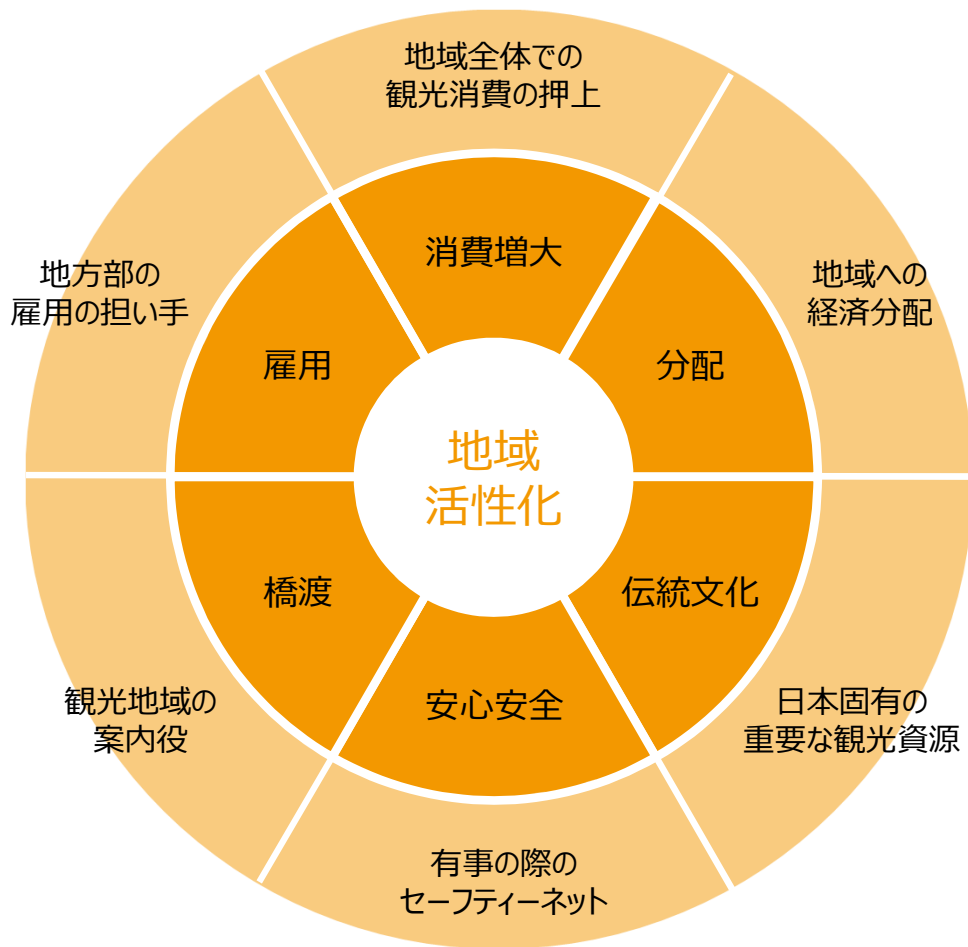 地域全体での
観光消費の押上
消費増大
地方部の
雇用の担い手
雇用
分配
地域への
経済分配
地域
活性化
橋渡
伝統文化
観光地域の
案内役
安心安全
日本固有の
重要な観光資源
有事の際の
セーフティーネット